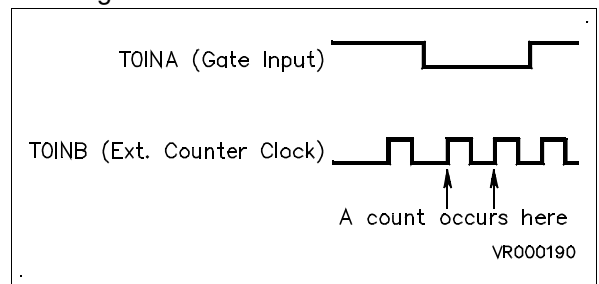 T0INA (Gate Input)
T0INB (Ext. Counter Clock)
A count occurs here
VR000190